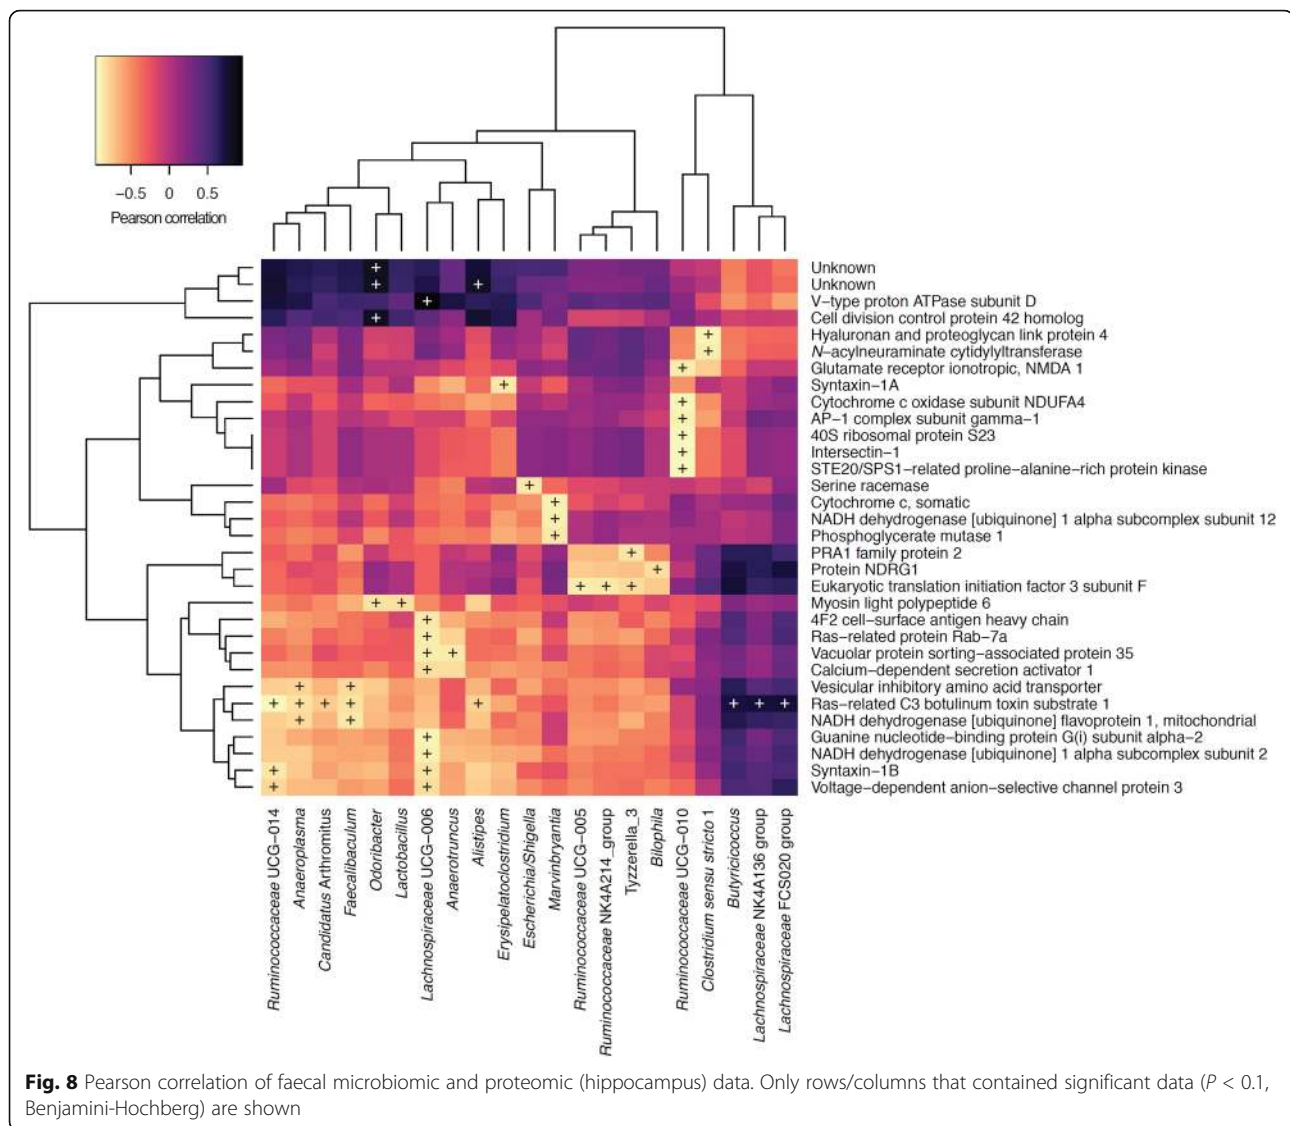 −0.5 0 0.5
Pearson correlation
Unknown
Unknown
V−type proton ATPase subunit D
Cell division control protein 42 homolog
Hyaluronan and proteoglycan link protein 4
N−acylneuraminate cytidylyltransferase
Glutamate receptor ionotropic, NMDA 1
Syntaxin−1A
Cytochrome c oxidase subunit NDUFA4
AP−1 complex subunit gamma−1
40S ribosomal protein S23
Intersectin−1
STE20/SPS1−related proline−alanine−rich protein kinase
Serine racemase
Cytochrome c, somatic
NADH dehydrogenase [ubiquinone] 1 alpha subcomplex subunit 12
Phosphoglycerate mutase 1
PRA1 family protein 2
Protein NDRG1
Eukaryotic translation initiation factor 3 subunit F
Myosin light polypeptide 6
4F2 cell−surface antigen heavy chain
Ras−related protein Rab−7a
Vacuolar protein sorting−associated protein 35
Calcium−dependent secretion activator 1
Vesicular inhibitory amino acid transporter
Ras−related C3 botulinum toxin substrate 1
NADH dehydrogenase [ubiquinone] flavoprotein 1, mitochondrial
Guanine nucleotide−binding protein G(i) subunit alpha−2
NADH dehydrogenase [ubiquinone] 1 alpha subcomplex subunit 2
Syntaxin−1B
Voltage−dependent anion−selective channel protein 3
Ruminococcaceae UCG−014
Anaeroplasma
Candidatus Arthromitus
Faecalibaculum
Odoribacter
Lactobacillus
Lachnospiraceae UCG−006
Anaerotruncus
Alistipes
Erysipelatoclostridium
Escherichia/Shigella
Marvinbryantia
Ruminococcaceae UCG−005
Ruminococcaceae NK4A214_group
Tyzzerella_3
Bilophila
Ruminococcaceae UCG−010
Clostridium sensu stricto 1
Butyricicoccus
Lachnospiraceae NK4A136 group
Lachnospiraceae FCS020 group
Fig. 8 Pearson correlation of faecal microbiomic and proteomic (hippocampus) data. Only rows/columns that contained significant data (P < 0.1,
Benjamini-Hochberg) are shown